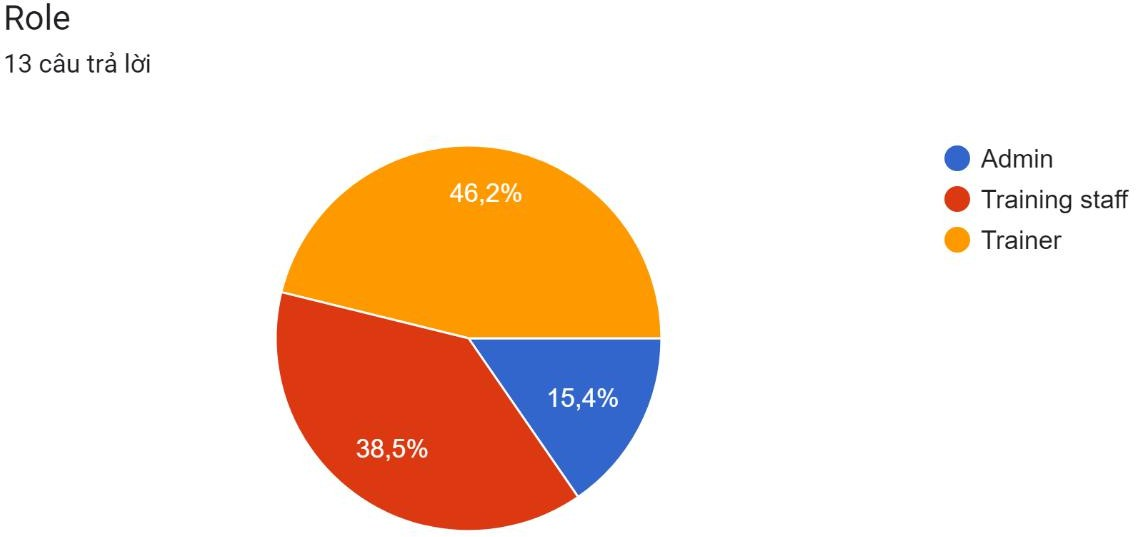 Role
13 câu trả lời
46,2%
15,4%
38,5%
Admin
Training staff
Trainer